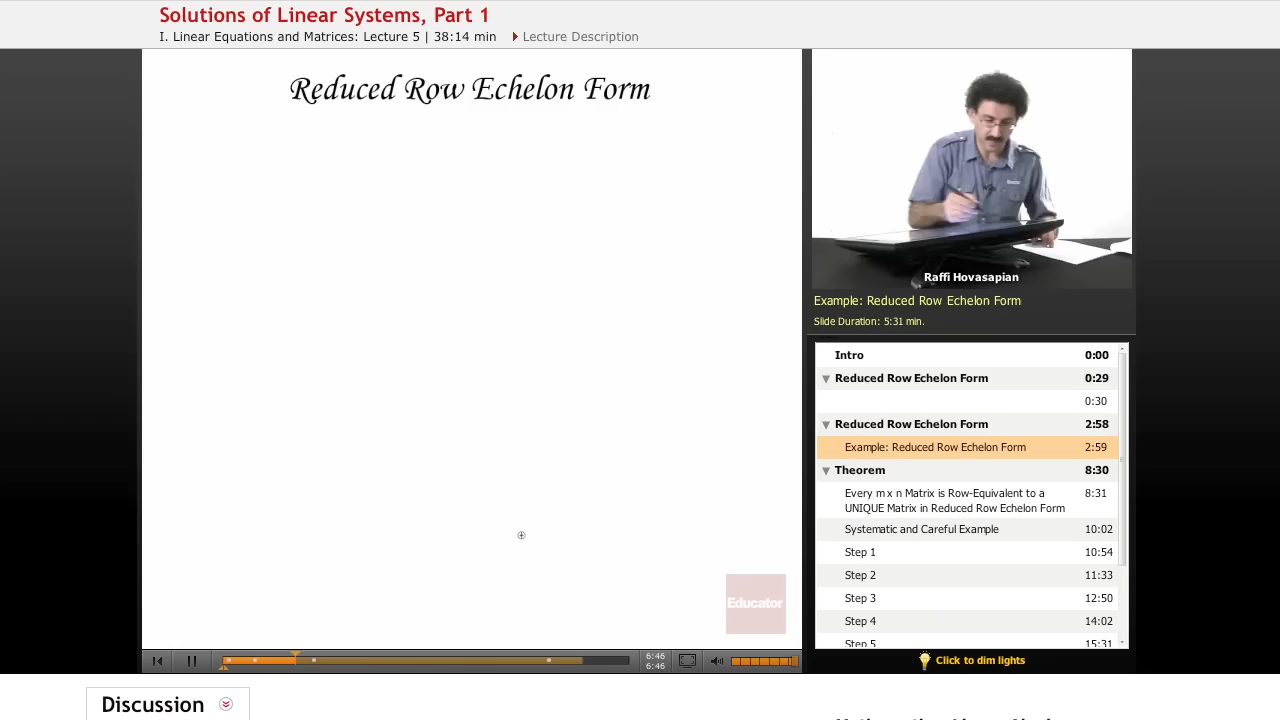 Solutions of Linear Systems, Part 1
I. Linear Equations and Matrices: Lecture 5 | 38:14 min Lecture Description
Reduced Row Echelon Form
Educator
6:46
6:46
Raffi Hovasapian
Example: Reduced Row Echelon Form
Slide Duration: 5:31 min.
Intro 0:00
Reduced Row Echelon Form 0:29
0:30
Reduced Row Echelon Form 2:58
Example: Reduced Row Echelon Form 2:59
Theorem 8:30
Every m x n Matrix is Row-Equivalent to a 8:31
UNIQUE Matrix in Reduced Row Echelon Form
Systematic and Careful Example 10:02
Step 1 10:54
Step 2 11:33
Step 3 12:50
Step 4 14:02
Step 5 15:31
Click to dim lights
Discussion